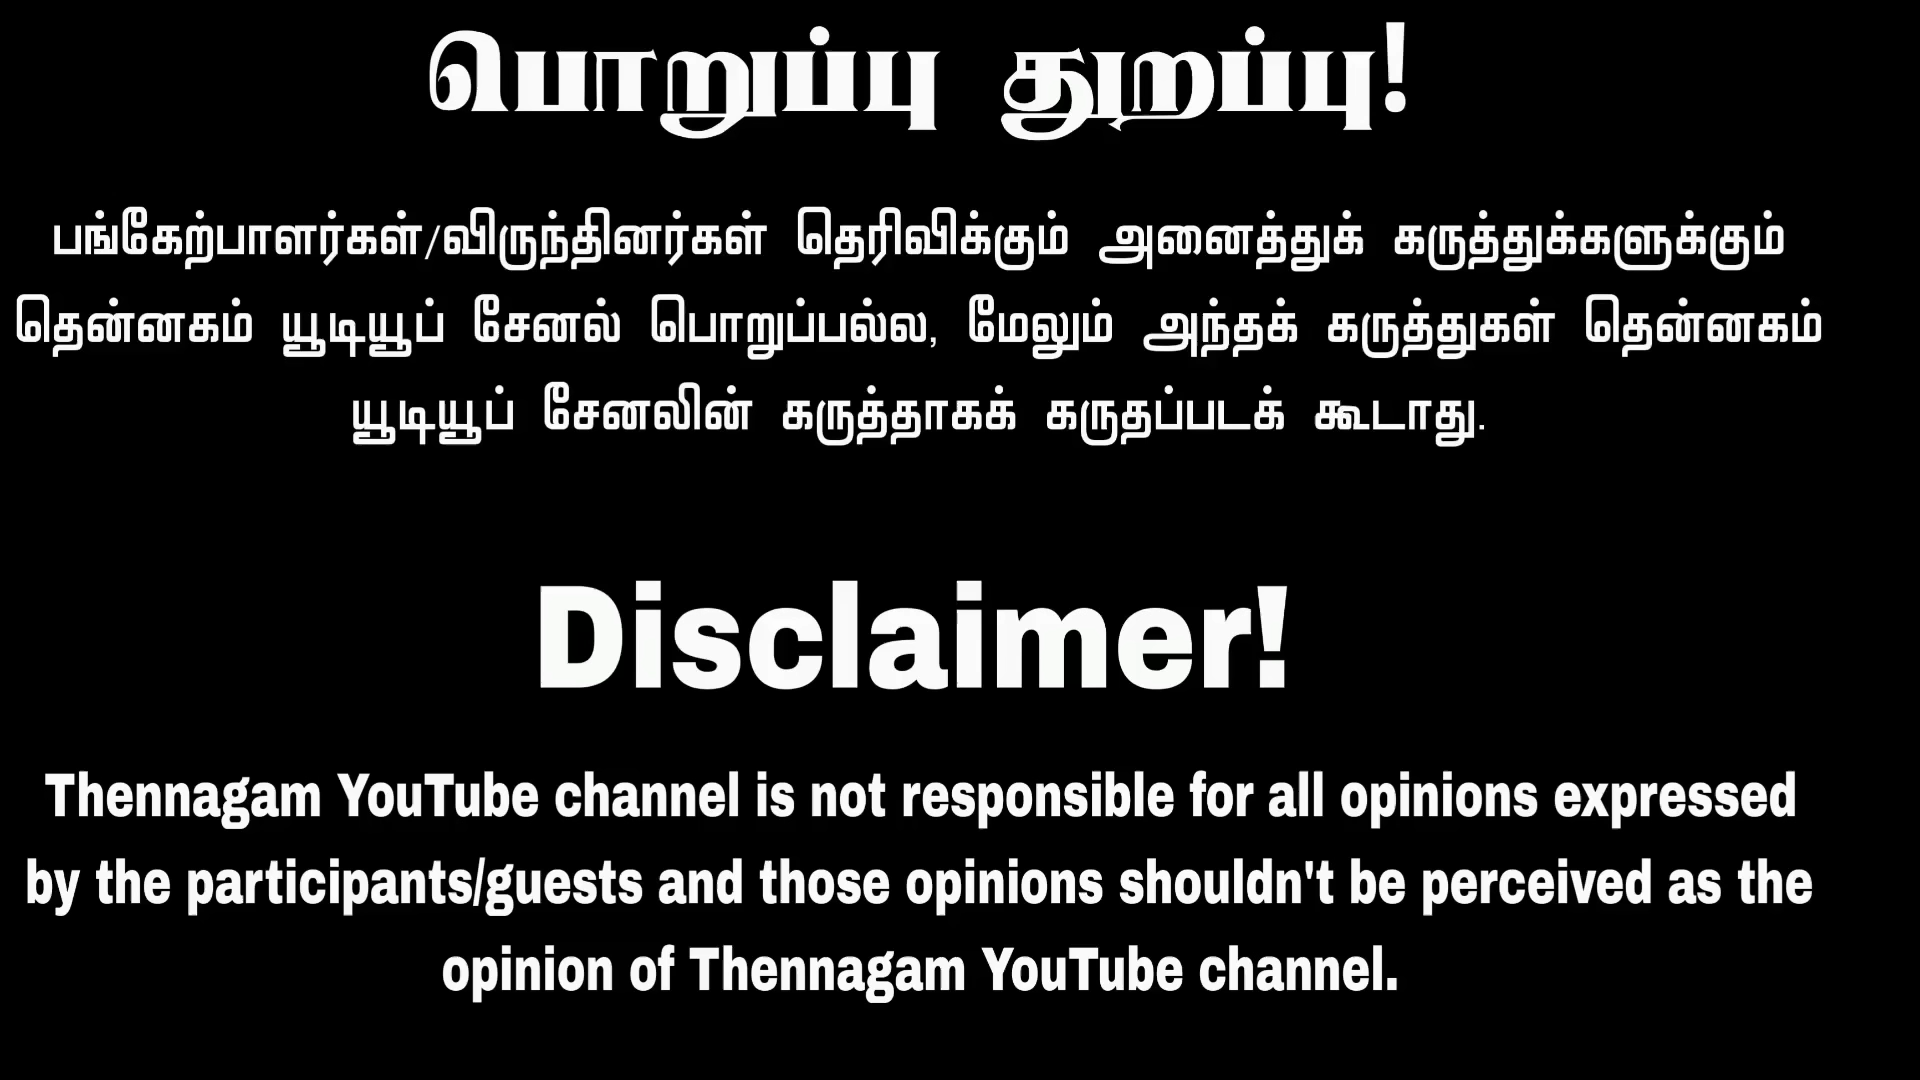 பொறுப்பு துறப்பு!
பங்கேற்பாளர்கள்/விருந்தினர்கள் தெரிவிக்கும் அனைத்துக் கருத்துக்களுக்கும்
தென்னகம் யூடியூப் சேனல் பொறுப்பல்ல, மேலும் அந்தக் கருத்துகள் தென்னகம்
யூடியூப் சேனலின் கருத்தாகக் கருதப்படக் கூடாது.
Disclaimer!
Thennagam YouTube channel is not responsible for all opinions expressed
by the participants/guests and those opinions shouldn't be perceived as the
opinion of Thennagam YouTube channel.